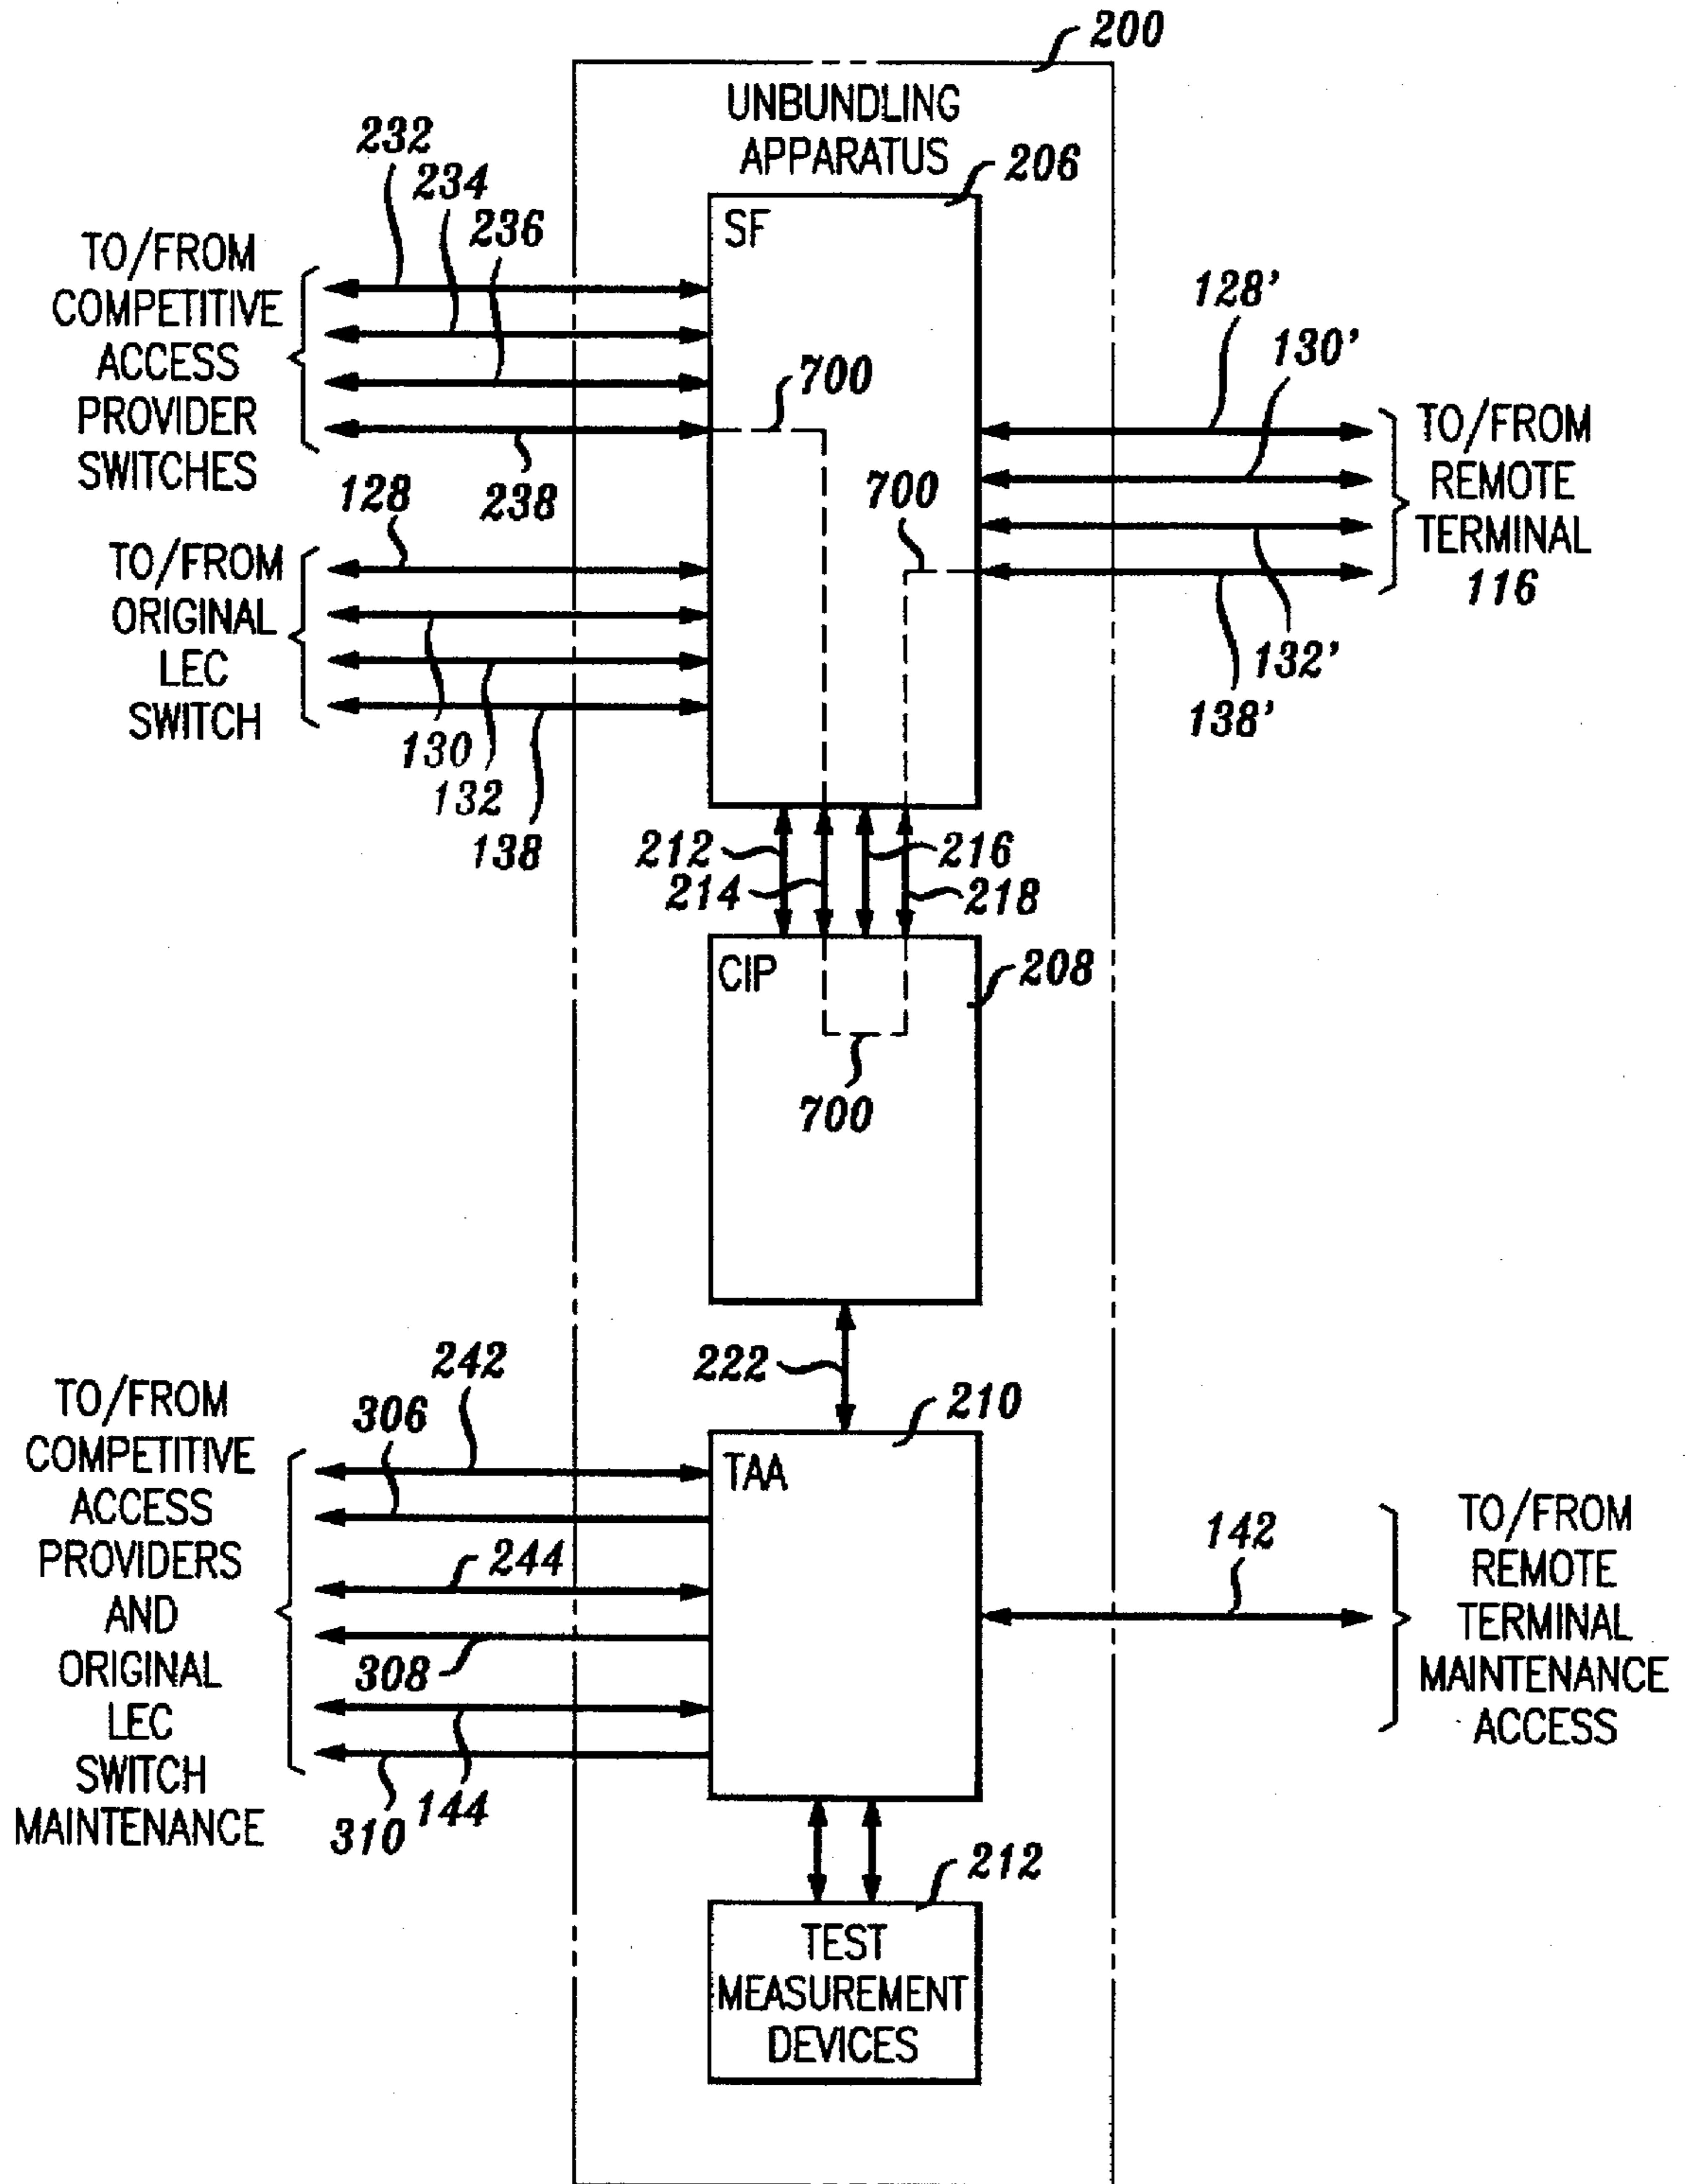 200
UNBUNDLING
APPARATUS
206
SF
232
234
236
TO/FROM
COMPETITIVE
ACCESS
PROVIDER
SWITCHES
238
700
700
128'
130'
TO/FROM
REMOTE
TERMINAL
116
132'
138'
128
TO/FROM
ORIGINAL
LEC
SWITCH
130
132
138
212
214
216
218
CIP
208
700
222
210
TAA
242
306
TO/FROM
COMPETITIVE
ACCESS
PROVIDERS
AND
ORIGINAL
LEC
SWITCH
MAINTENANCE
244
308
144
310
142
TO/FROM
REMOTE
TERMINAL
MAINTENANCE
ACCESS
212
TEST
MEASUREMENT
DEVICES